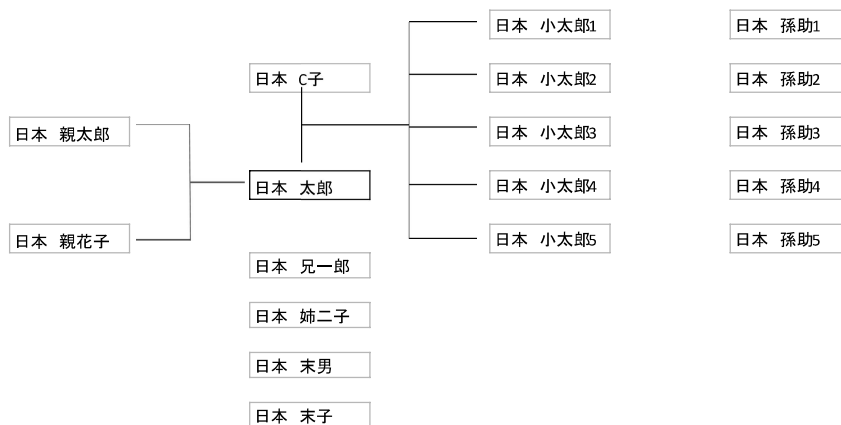 日本 親太郎
日本 親花子
日本 C子
日本 太郎
日本 兄一郎
日本 姉二子
日本 末男
日本 末子
日本 小太郎1
日本 小太郎2
日本 小太郎3
日本 小太郎4
日本 小太郎5
日本 孫助1
日本 孫助2
日本 孫助3
日本 孫助4
日本 孫助5